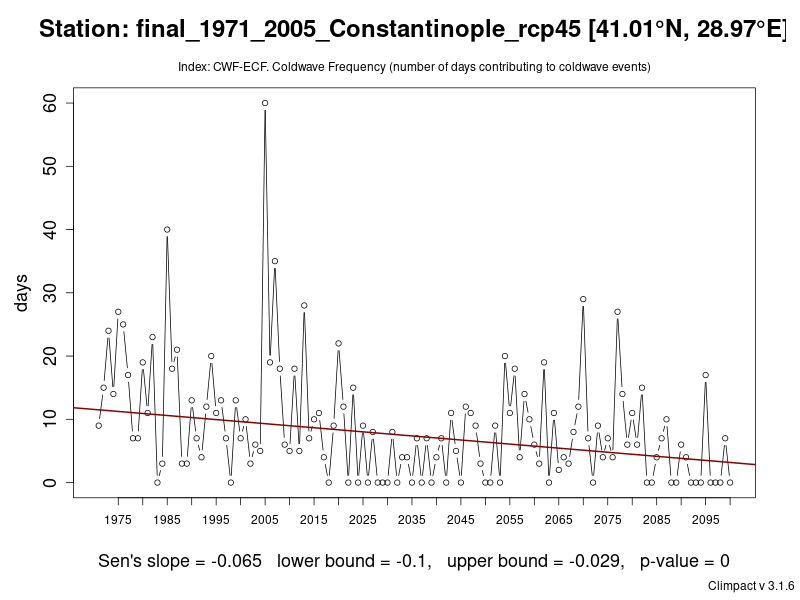 Station: final_1971_2005_Constantinople_rcp45 [41.01°N, 28.97°E]
Index: CWF-ECF. Coldwave Frequency (number of days contributing to coldwave events)
60
50
40
30
20
10
0
days
1975 1985 1995 2005 2015 2025 2035 2045 2055 2065 2075 2085 2095
Sen's slope = -0.065 lower bound = -0.1, upper bound = -0.029, p-value = 0
Climpact v 3.1.6